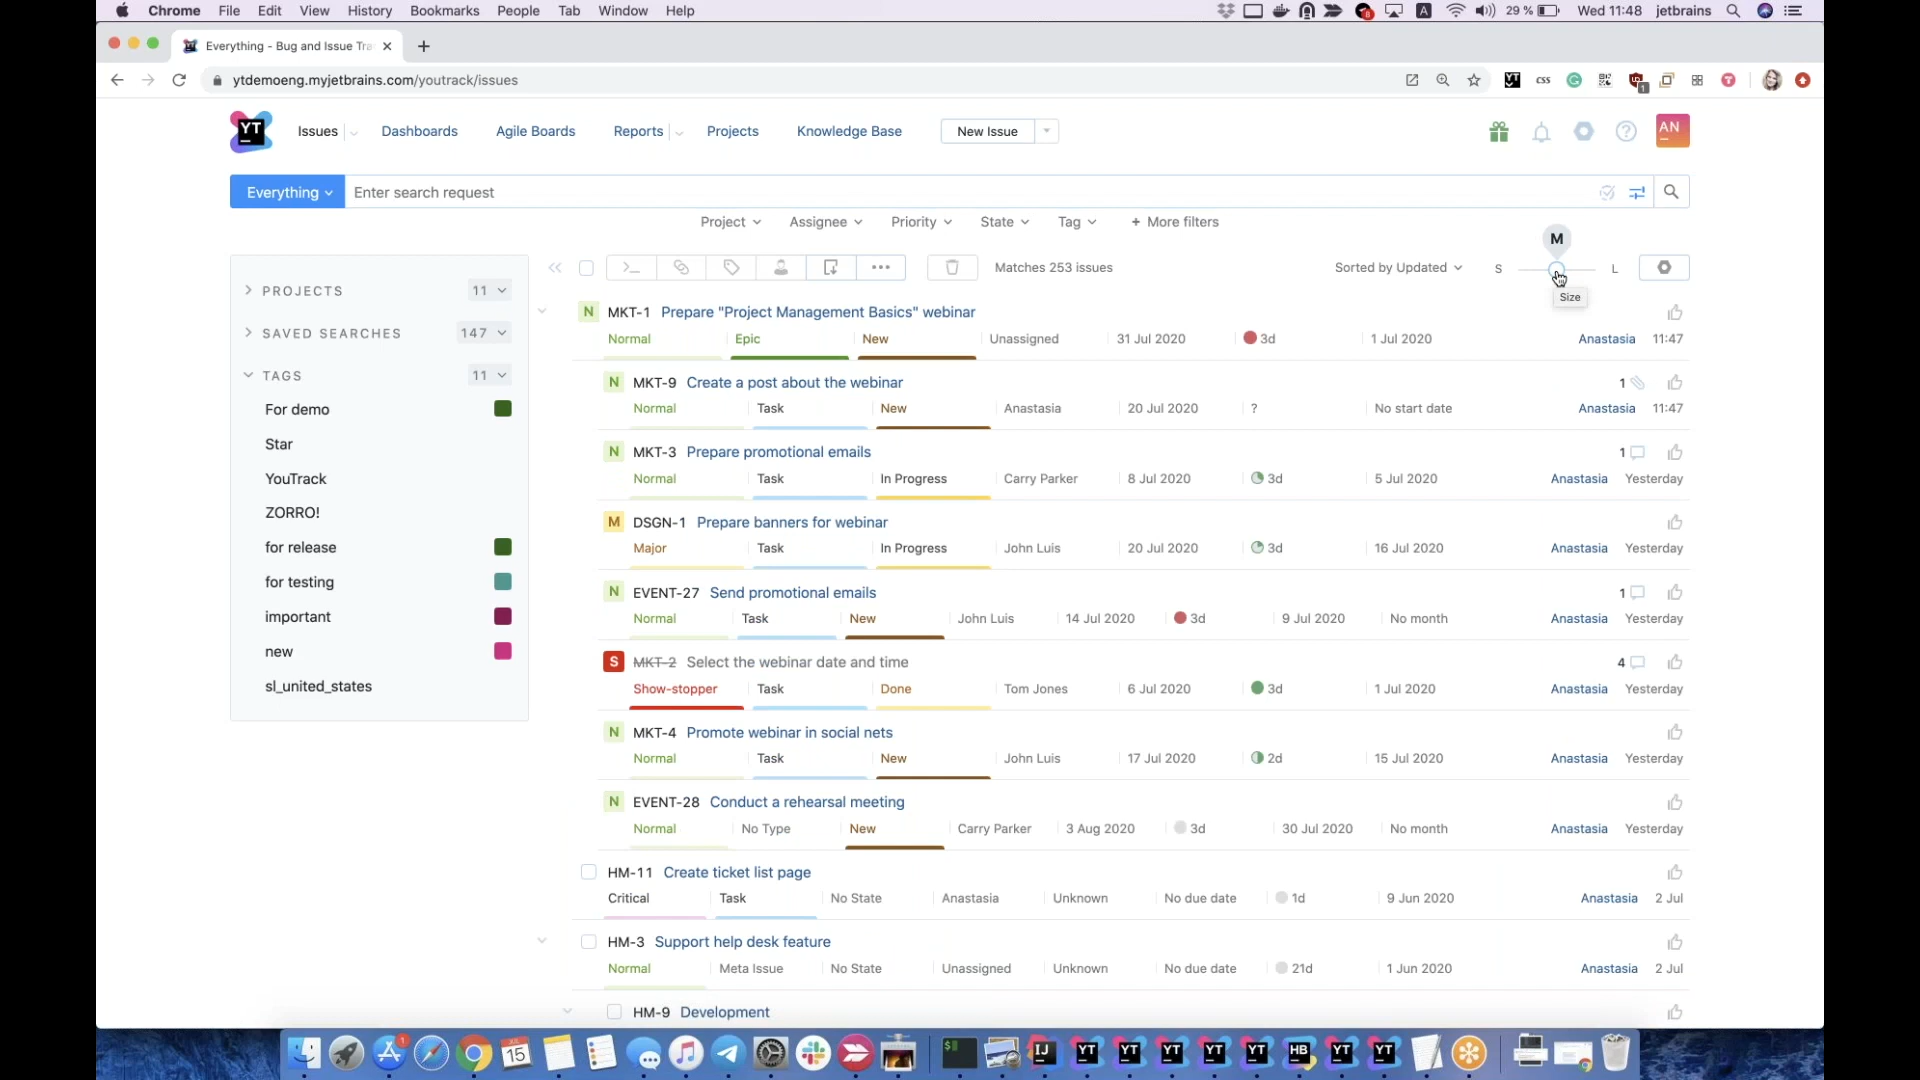 Chrome File Edit View History Bookmarks People Tab Window Help 29 % Wed 11:48 jetbrains
Everything - Bug and Issue Tra
ytdemoeng.myjetbrains.com/youtrack/issues
YT Issues Dashboards Agile Boards Reports Projects Knowledge Base New Issue AN
Everything Enter search request
Project Assignee Priority State Tag + More filters
M
Matches 253 issues Sorted by Updated S L
Size
PROJECTS 11
SAVED SEARCHES 147
TAGS 11
For demo
Star
YouTrack
ZORRO!
for release
for testing
important
new
sl_united_states
N MKT-1 Prepare "Project Management Basics" webinar
Normal Epic New Unassigned 31 Jul 2020 3d 1 Jul 2020 Anastasia 11:47
N MKT-9 Create a post about the webinar 1
Normal Task New Anastasia 20 Jul 2020 ? No start date Anastasia 11:47
N MKT-3 Prepare promotional emails 1
Normal Task In Progress Carry Parker 8 Jul 2020 3d 5 Jul 2020 Anastasia Yesterday
M DSGN-1 Prepare banners for webinar
Major Task In Progress John Luis 20 Jul 2020 3d 16 Jul 2020 Anastasia Yesterday
N EVENT-27 Send promotional emails 1
Normal Task New John Luis 14 Jul 2020 3d 9 Jul 2020 No month Anastasia Yesterday
S MKT-2 Select the webinar date and time 4
Show-stopper Task Done Tom Jones 6 Jul 2020 3d 1 Jul 2020 Anastasia Yesterday
N MKT-4 Promote webinar in social nets
Normal Task New John Luis 17 Jul 2020 2d 15 Jul 2020 Anastasia Yesterday
N EVENT-28 Conduct a rehearsal meeting
Normal No Type New Carry Parker 3 Aug 2020 3d 30 Jul 2020 No month Anastasia Yesterday
HM-11 Create ticket list page
Critical Task No State Anastasia Unknown No due date 1d 9 Jun 2020 Anastasia 2 Jul
HM-3 Support help desk feature
Normal Meta Issue No State Unassigned Unknown No due date 21d 1 Jun 2020 Anastasia 2 Jul
HM-9 Development